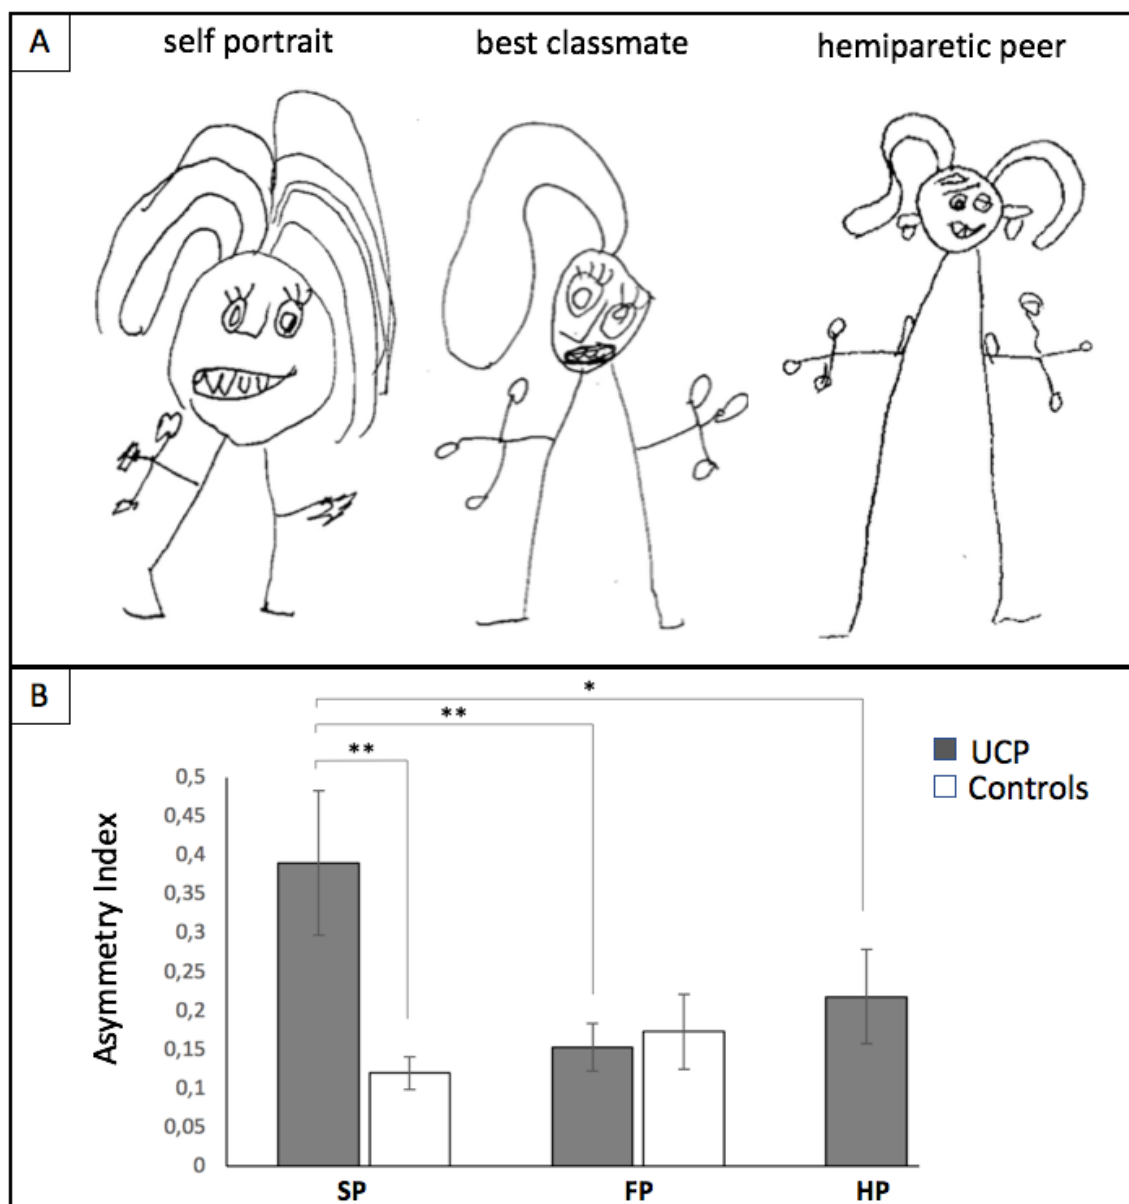 A
self portrait
best classmate
hemiparetic peer
B
*
**
**
UCP
Controls
Asymmetry Index
0,5
0,45
0,4
0,35
0,3
0,25
0,2
0,15
0,1
0,05
0
SP
FP
HP